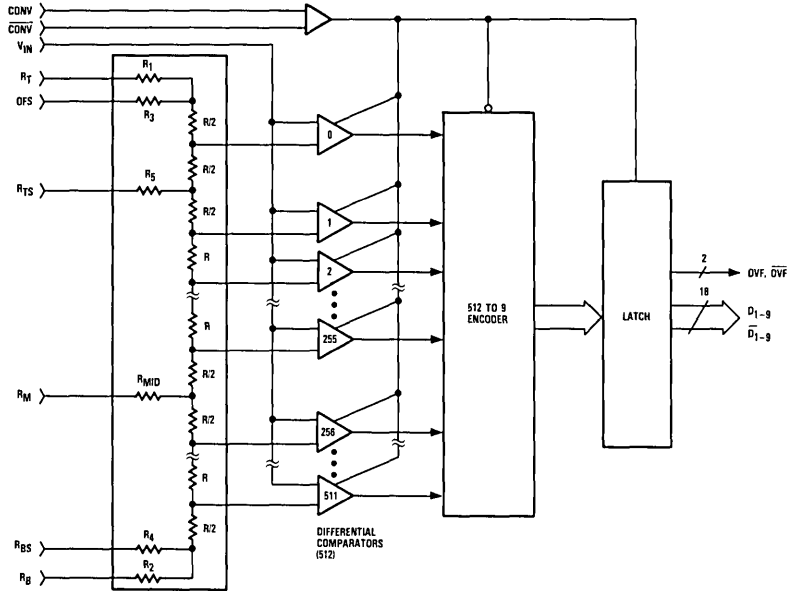 CONV
CONV
VIN
RT
R1
OFS
R3
R/2
0
R/2
RTS
R5
R/2
1
R
2
512 TO 9
ENCODER
LATCH
2
OVF, OVF
18
D1-9
D1-9
R
255
R/2
RM
RMID
R/2
256
R
511
R/2
DIFFERENTIAL
COMPARATORS
(512)
RBS
R4
RB
R2